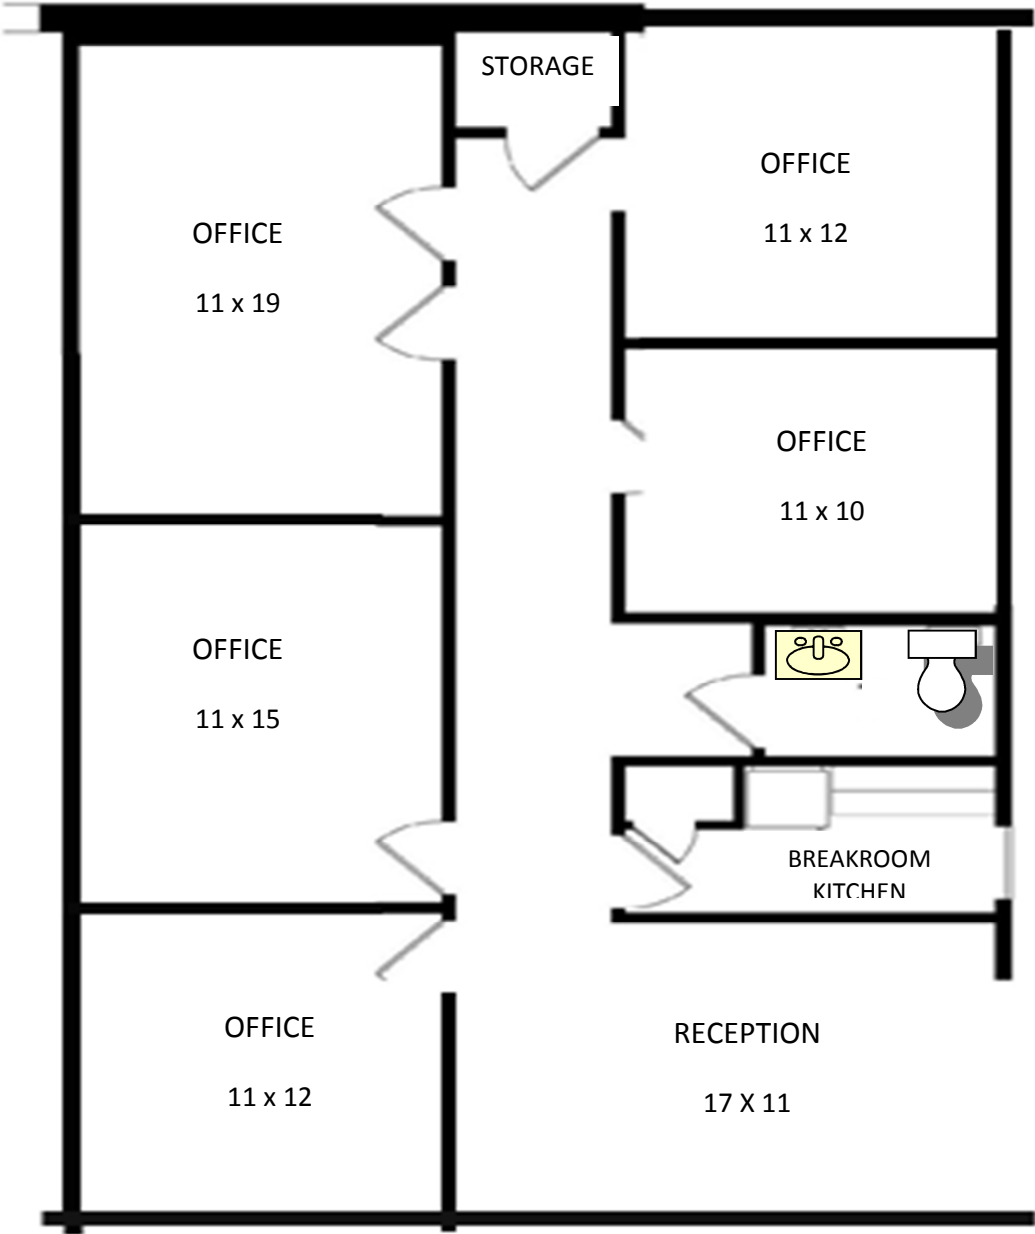 STORAGE
OFFICE
11 x 12
OFFICE
11 x 19
OFFICE
11 x 10
OFFICE
11 x 15
BREAKROOM
KITCHEN
OFFICE
11 x 12
RECEPTION
17 X 11